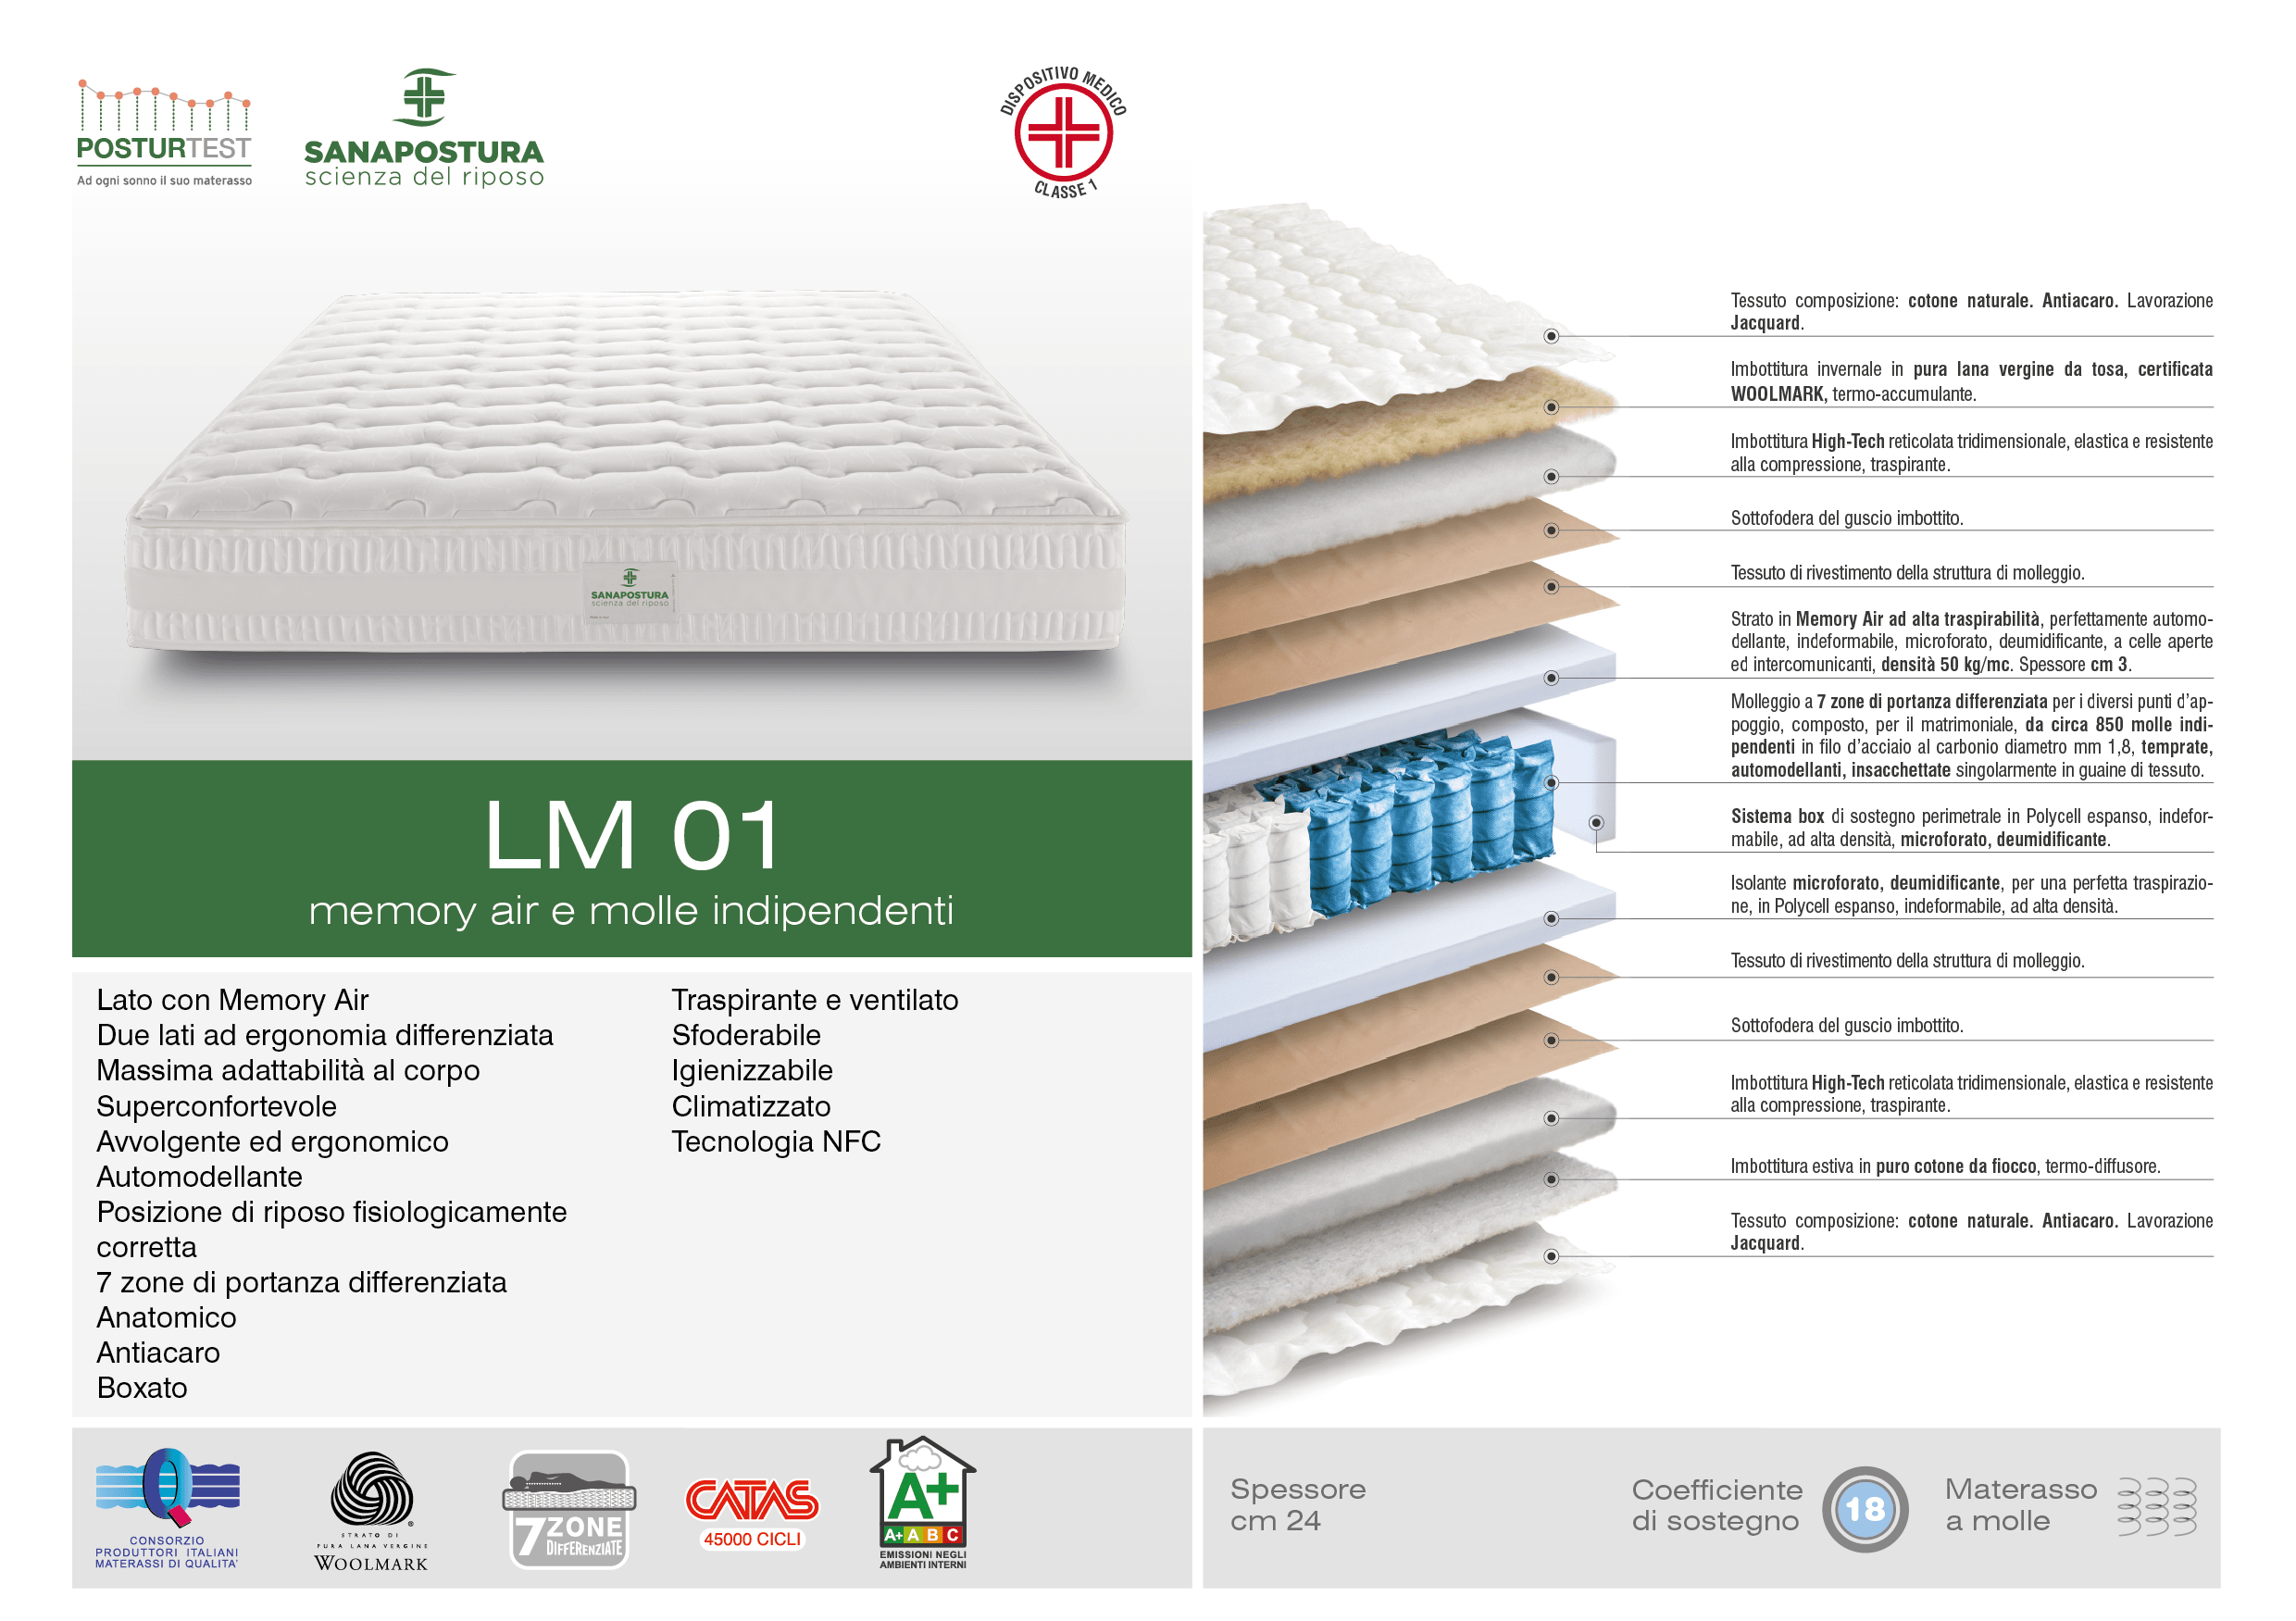 POSTURTEST
Ad ogni sonno il suo materasso
SANAPOSTURA
scienza del riposo
DISPOSITIVO MEDICO
CLASSE 1
SANAPOSTURA
scienza del riposo
LM 01
memory air e molle indipendenti
Lato con Memory Air
Due lati ad ergonomia differenziata
Massima adattabilità al corpo
Superconfortevole
Avvolgente ed ergonomico
Automodellante
Posizione di riposo fisiologicamente
corretta
7 zone di portanza differenziata
Anatomico
Antiacaro
Boxato
Traspirante e ventilato
Sfoderabile
Igienizzabile
Climatizzato
Tecnologia NFC
Tessuto composizione: cotone naturale. Antiacaro. Lavorazione
Jacquard.
Imbottitura invernale in pura lana vergine da tosa, certificata
WOOLMARK, termo-accumulante.
Imbottitura High-Tech reticolata tridimensionale, elastica e resistente
alla compressione, traspirante.
Sottofodera del guscio imbottito.
Tessuto di rivestimento della struttura di molleggio.
Strato in Memory Air ad alta traspirabilità, perfettamente automo-
dellante, indeformabile, microforato, deumidificante, a celle aperte
ed intercomunicanti, densità 50 kg/mc. Spessore cm 3.
Molleggio a 7 zone di portanza differenziata per i diversi punti d'ap-
poggio, composto, per il matrimoniale, da circa 850 molle indi-
pendenti in filo d'acciaio al carbonio diametro mm 1,8, temprate,
automodellanti, insacchettate singolarmente in guaine di tessuto.
Sistema box di sostegno perimetrale in Polycell espanso, indefor-
mabile, ad alta densità, microforato, deumidificante.
Isolante microforato, deumidificante, per una perfetta traspirazio-
ne, in Polycell espanso, indeformabile, ad alta densità.
Tessuto di rivestimento della struttura di molleggio.
Sottofodera del guscio imbottito.
Imbottitura High-Tech reticolata tridimensionale, elastica e resistente
alla compressione, traspirante.
Imbottitura estiva in puro cotone da fiocco, termo-diffusore.
Tessuto composizione: cotone naturale. Antiacaro. Lavorazione
Jacquard.
Q
CONSORZIO
PRODUTTORI ITALIANI
MATERASSI DI QUALITA'
®
STRATO DI
PURA LANA VERGINE
WOOLMARK
7 ZONE
DIFFERENZIATE
CATAS
45000 CICLI
A+
A+ A B C
EMISSIONI NEGLI
AMBIENTI INTERNI
Spessore
cm 24
Coefficiente
di sostegno
18
Materasso
a molle